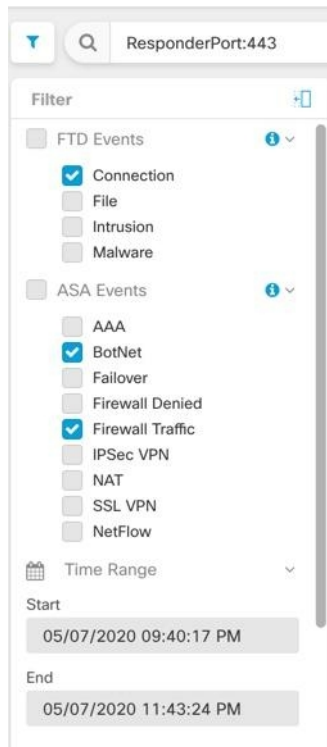 ResponderPort:443
Filter
FTD Events
Connection
File
Intrusion
Malware
ASA Events
AAA
BotNet
Failover
Firewall Denied
Firewall Traffic
IPSec VPN
NAT
SSL VPN
NetFlow
Time Range
Start
05/07/2020 09:40:17 PM
End
05/07/2020 11:43:24 PM